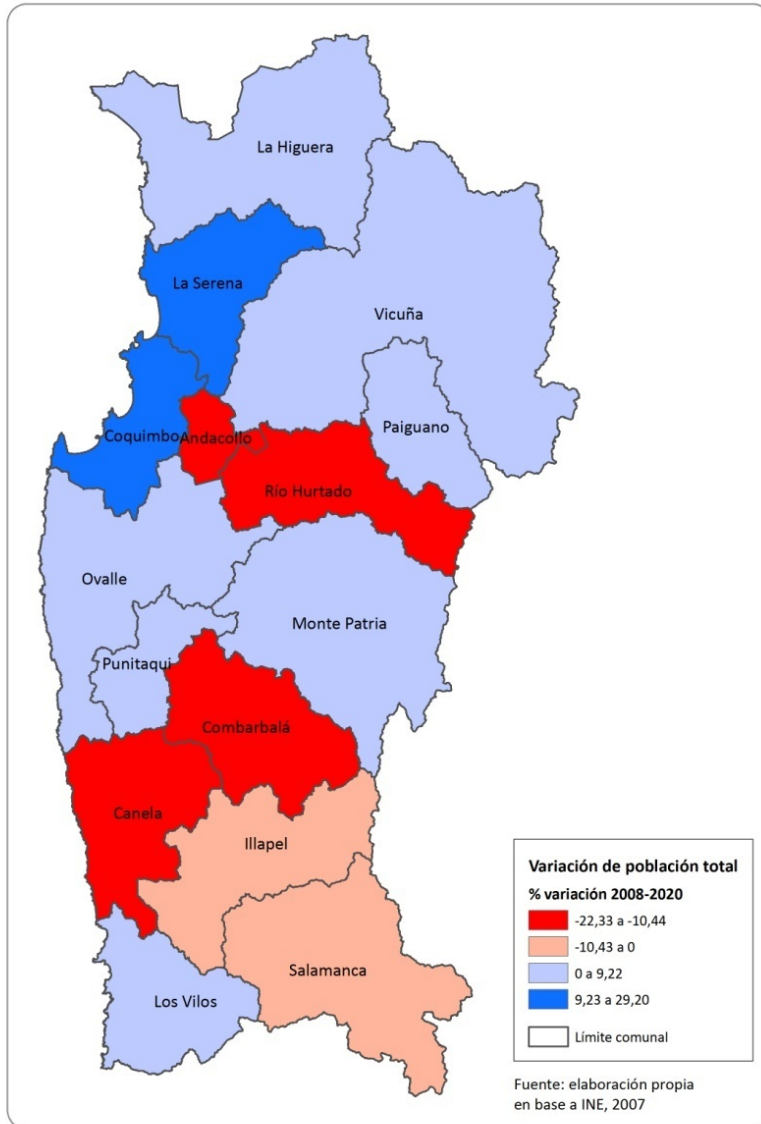 La Higuera
La Serena
Vicuña
Paiguano
Coquimbo
Andacollo
Río Hurtado
Ovalle
Monte Patria
Punitaqui
Combarbalá
Canela
Illapel
Salamanca
Los Vilos
Variación de población total
% variación 2008-2020
-22,33 a -10,44
-10,43 a 0
0 a 9,22
9,23 a 29,20
Límite comunal
Fuente: elaboración propia
en base a INE, 2007